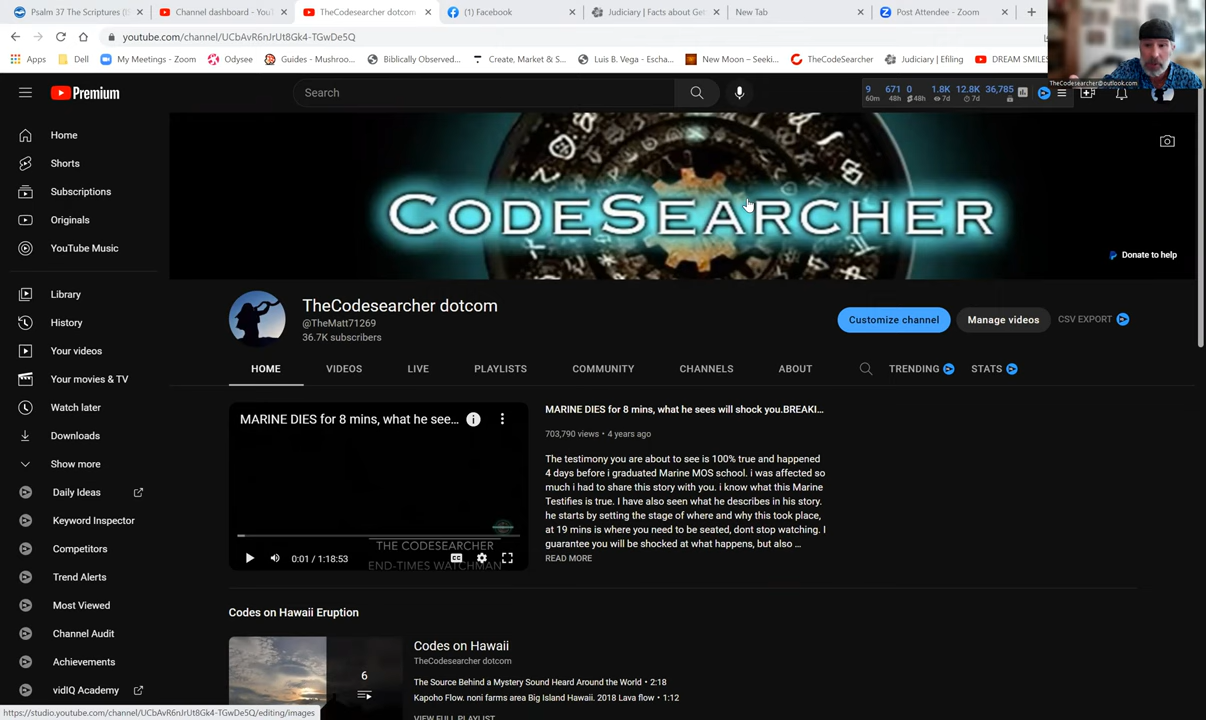 Psalm 37 The Scriptures (
Channel dashboard - You
TheCodesearcher dotcom
(1) Facebook
Judiciary | Facts about Get
New Tab
Post Attendee - Zoom
youtube.com/channel/UCbAvR6nJrUt8Gk4-TGwDe5Q
Apps
Dell
My Meetings - Zoom
Odysee
Guides - Mushroo...
Biblically Observed...
Create, Market & S...
Luis B. Vega - Escha...
New Moon – Seeki...
TheCodeSearcher
Judiciary | Efiling
DREAM SMILES
TheCodesearcher@outlook.com
Premium
Search
9 671 0 1.8K 12.8K 36,785
60m 48h 48h 7d 7d
Home
Shorts
Subscriptions
Originals
YouTube Music
Library
History
Your videos
Your movies & TV
Watch later
Downloads
Show more
Daily Ideas
Keyword Inspector
Competitors
Trend Alerts
Most Viewed
Channel Audit
Achievements
vidIQ Academy
CODESEARCHER
Donate to help
TheCodesearcher dotcom
@TheMatt71269
36.7K subscribers
Customize channel
Manage videos
CSV EXPORT
HOME
VIDEOS
LIVE
PLAYLISTS
COMMUNITY
CHANNELS
ABOUT
TRENDING
STATS
MARINE DIES for 8 mins, what he see...
0:01 / 1:18:53
THE CODESEARCHER
END-TIMES WATCHMAN
MARINE DIES for 8 mins, what he sees will shock you.BREAKI...
703,790 views • 4 years ago
The testimony you are about to see is 100% true and happened
4 days before i graduated Marine MOS school. i was affected so
much i had to share this story with you. i know what this Marine
Testifies is true. I have also seen what he describes in his story.
he starts by setting the stage of where and why this took place,
at 19 mins is where you need to be seated, dont stop watching. I
guarantee you will be shocked at what happens, but also ...
READ MORE
Codes on Hawaii Eruption
6
Codes on Hawaii
TheCodesearcher dotcom
The Source Behind a Mystery Sound Heard Around the World • 2:18
Kapoho Flow. noni farms area Big Island Hawaii. 2018 Lava flow • 1:12
VIEW FULL PLAYLIST
https://studio.youtube.com/channel/UCbAvR6nJrUt8Gk4-TGwDe5Q/editing/images